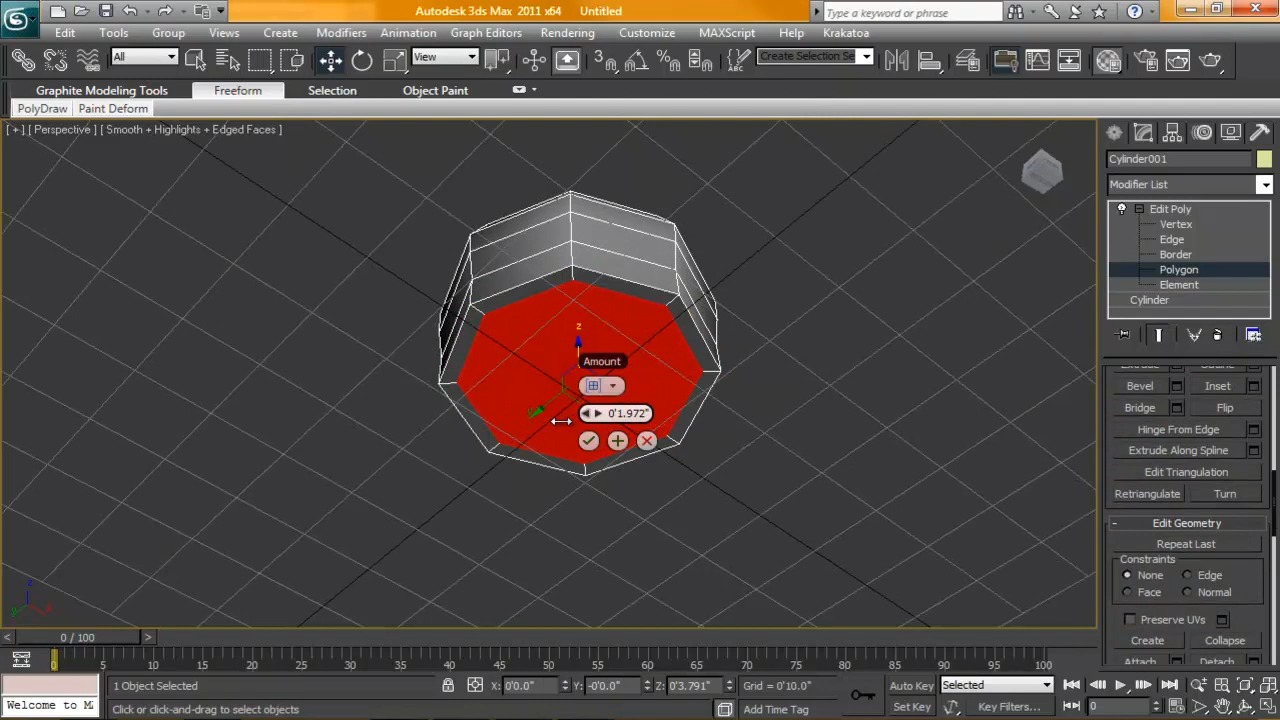 Autodesk 3ds Max 2011 x64 Untitled
Type a keyword or phrase
Edit Tools Group Views Create Modifiers Animation Graph Editors Rendering Customize MAXScript Help Krakatoa
All View Create Selection Se
Graphite Modeling Tools Freeform Selection Object Paint
PolyDraw Paint Deform
[ + ] [ Perspective ] [ Smooth + Highlights + Edged Faces ]
Cylinder001
Modifier List
Edit Poly
Vertex
Edge
Border
Polygon
Element
Cylinder
z
Amount
0'1.972"
Bevel Inset
Bridge Flip
Hinge From Edge
Extrude Along Spline
Edit Triangulation
Retriangulate Turn
- Edit Geometry
Repeat Last
Constraints
None Edge
Face Normal
Preserve UVs
Create Collapse
Attach Detach
< 0 / 100 >
0 5 10 15 20 25 30 35 40 45 50 55 60 65 70 75 80 85 90 95 100
1 Object Selected X: 0'0.0" Y: -0'0.0" Z: 0'3.791" Grid = 0'10.0" Auto Key Selected
Welcome to M Click or click-and-drag to select objects Add Time Tag Set Key Key Filters... 0